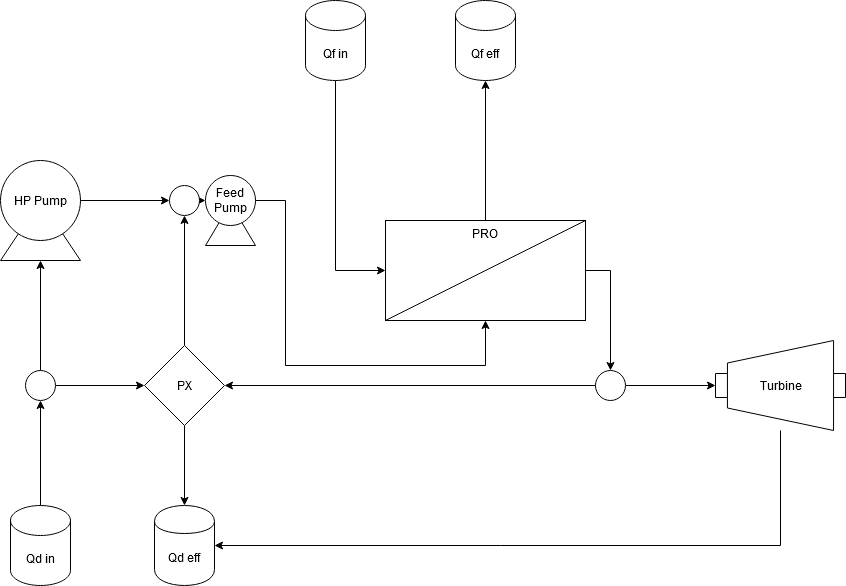 Qf in
Qf eff
HP Pump
Feed
Pump
PRO
PX
Turbine
Qd in
Qd eff